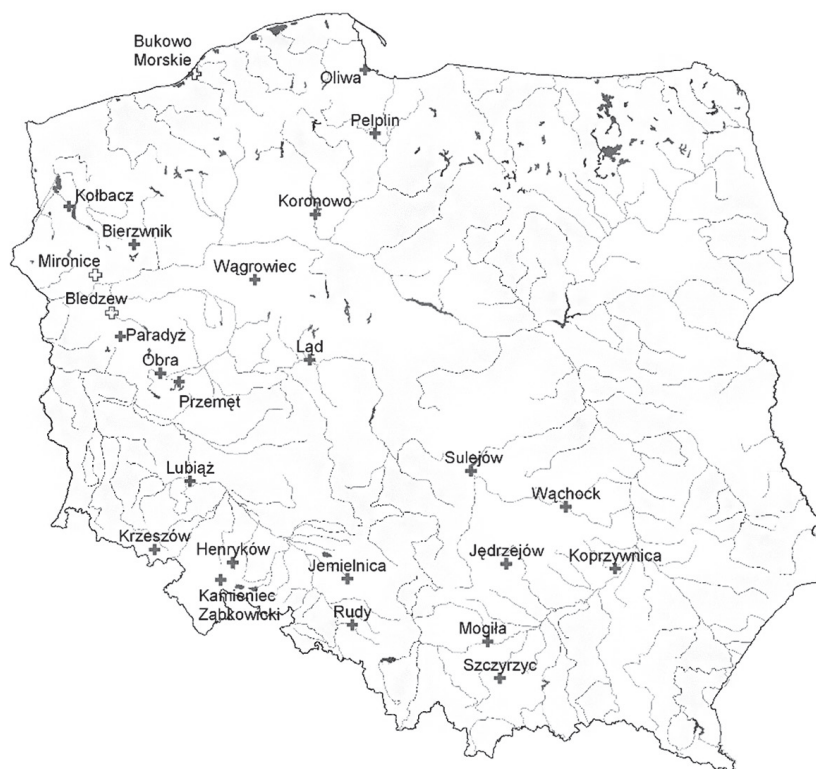 Bukowo
Morskie
Oliwa
Pelplin
Kołbacz
Koronowo
Bierzwnik
Mironice
Wągrowiec
Bledzew
Paradyż
Ląd
Obra
Przemęt
Sulejów
Lubiąż
Wąchock
Krzeszów
Henryków
Jemielnica
Jędrzejów
Koprzywnica
Kamieniec
Ząbkowicki
Rudy
Mogiła
Szczyrzyc